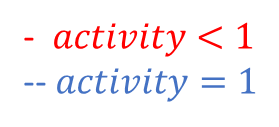 - activity < 1
-- activity = 1